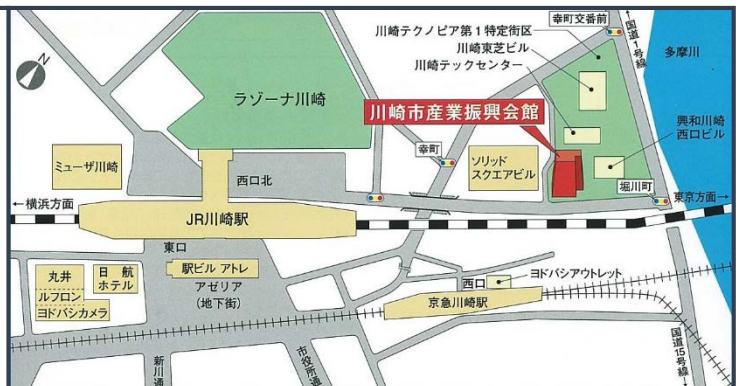 幸町交番前
川崎テクノピア第1特定街区
川崎東芝ビル
川崎テックセンター
国道1号線
多摩川
N
ラゾーナ川崎
川崎市産業振興会館
興和川崎
西口ビル
幸町
ソリッド
スクエアビル
ミューザ川崎
西口北
堀川町
←横浜方面
東京方面→
JR川崎駅
東口
丸井
日航
ホテル
駅ビル アトレ
ルフロン
ヨドバシカメラ
アゼリア
(地下街)
西口
ヨドバシアウトレット
京急川崎駅
新川通
市役所通
国道15号線